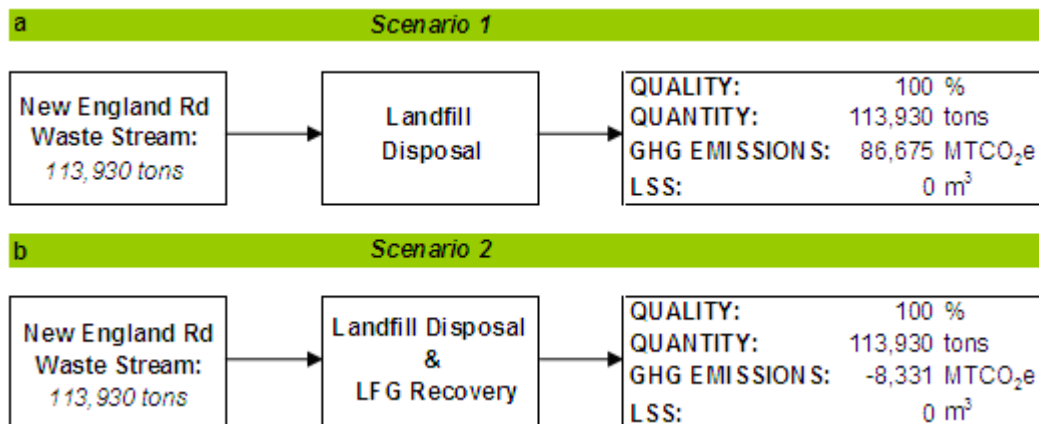 a Scenario 1
New England Rd
Waste Stream:
113,930 tons
Landfill
Disposal
QUALITY: 100 %
QUANTITY: 113,930 tons
GHG EMISSIONS: 86,675 MTCO₂e
LSS: 0 m³
b Scenario 2
New England Rd
Waste Stream:
113,930 tons
Landfill Disposal
&
LFG Recovery
QUALITY: 100 %
QUANTITY: 113,930 tons
GHG EMISSIONS: -8,331 MTCO₂e
LSS: 0 m³